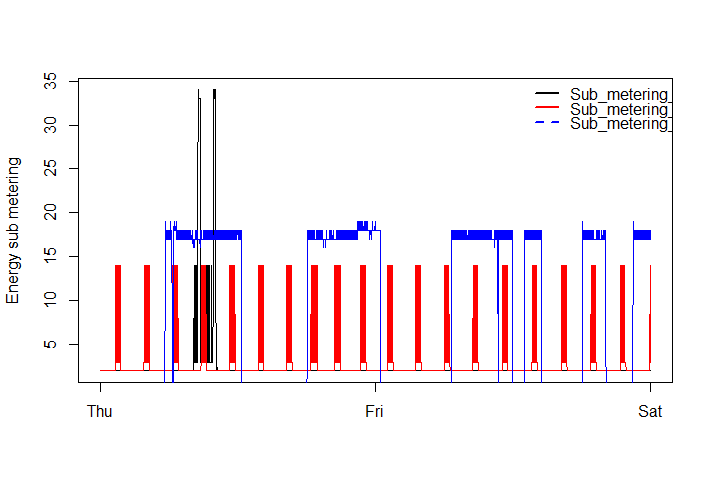 35
30
25
20
15
10
5
Energy sub metering
Sub_metering_
Sub_metering_
Sub_metering_
Thu
Fri
Sat